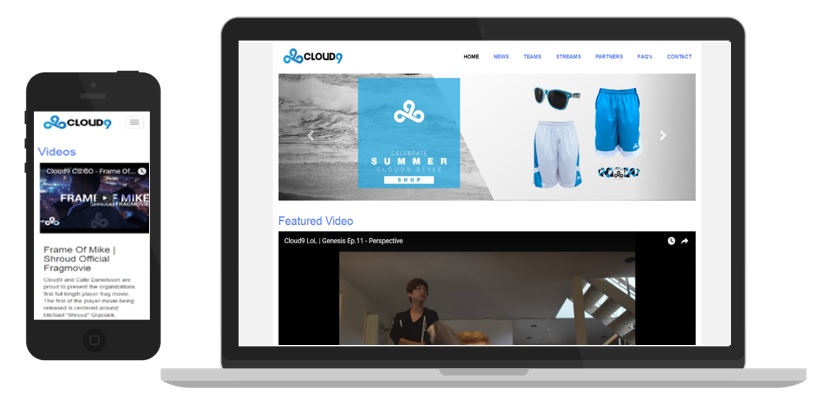 CLOUD9
Videos
Cloud9 CS:GO - Frame Of...
FRAME OF MIKE
SHROUD OFFICIAL FRAGMOVIE
Frame Of Mike |
Shroud Official
Fragmovie
Cloud9 and Calle Danielsson are
proud to present the organizations
first full length player frag movie.
The first of the player movie being
released is centered around
Michael "Shroud" Grzesiek.
CLOUD9
HOME NEWS TEAMS STREAMS PARTNERS FAQ's CONTACT
CELEBRATE
SUMMER
CLOUD9 STYLE
SHOP
Featured Video
Cloud9 LoL | Genesis Ep.11 - Perspective